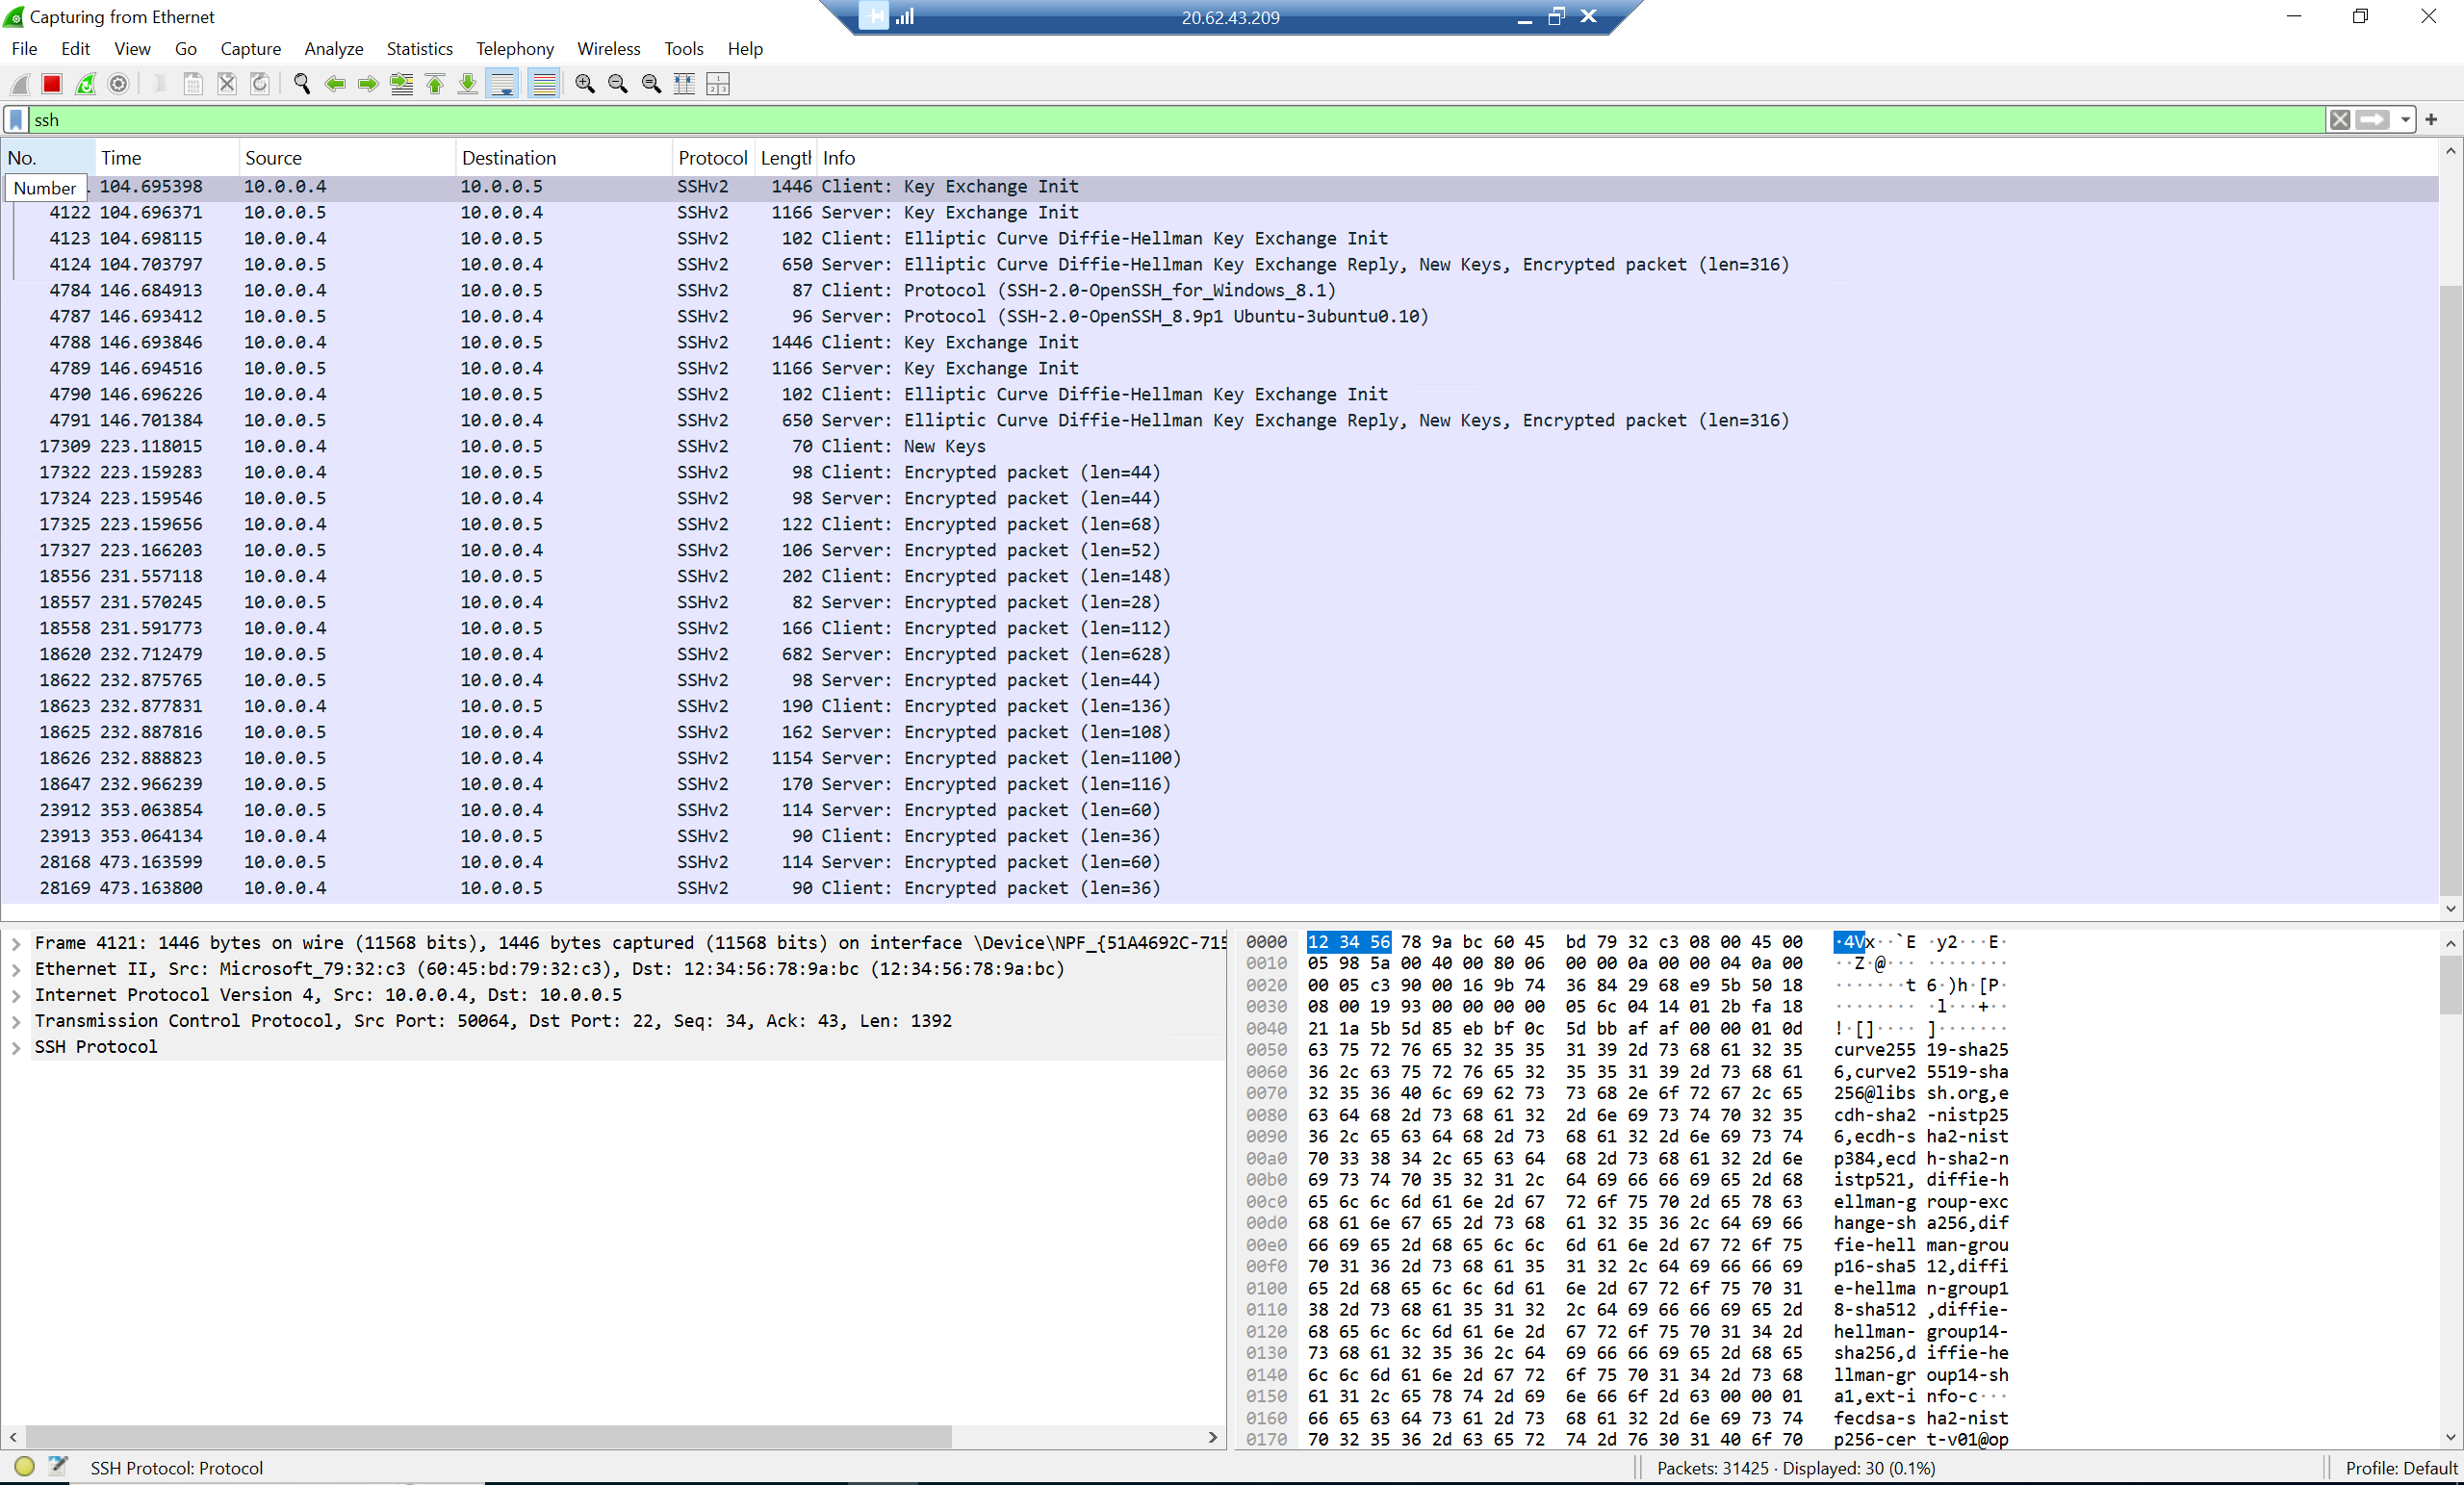 Capturing from Ethernet
20.62.43.209
File Edit View Go Capture Analyze Statistics Telephony Wireless Tools Help
ssh
No. Time Source Destination Protocol Lengtl Info
Number 104.695398 10.0.0.4 10.0.0.5 SSHv2 1446 Client: Key Exchange Init
4122 104.696371 10.0.0.5 10.0.0.4 SSHv2 1166 Server: Key Exchange Init
4123 104.698115 10.0.0.4 10.0.0.5 SSHv2 102 Client: Elliptic Curve Diffie-Hellman Key Exchange Init
4124 104.703797 10.0.0.5 10.0.0.4 SSHv2 650 Server: Elliptic Curve Diffie-Hellman Key Exchange Reply, New Keys, Encrypted packet (len=316)
4784 146.684913 10.0.0.4 10.0.0.5 SSHv2 87 Client: Protocol (SSH-2.0-OpenSSH_for_Windows_8.1)
4787 146.693412 10.0.0.5 10.0.0.4 SSHv2 96 Server: Protocol (SSH-2.0-OpenSSH_8.9p1 Ubuntu-3ubuntu0.10)
4788 146.693846 10.0.0.4 10.0.0.5 SSHv2 1446 Client: Key Exchange Init
4789 146.694516 10.0.0.5 10.0.0.4 SSHv2 1166 Server: Key Exchange Init
4790 146.696226 10.0.0.4 10.0.0.5 SSHv2 102 Client: Elliptic Curve Diffie-Hellman Key Exchange Init
4791 146.701384 10.0.0.5 10.0.0.4 SSHv2 650 Server: Elliptic Curve Diffie-Hellman Key Exchange Reply, New Keys, Encrypted packet (len=316)
17309 223.118015 10.0.0.4 10.0.0.5 SSHv2 70 Client: New Keys
17322 223.159283 10.0.0.4 10.0.0.5 SSHv2 98 Client: Encrypted packet (len=44)
17324 223.159546 10.0.0.5 10.0.0.4 SSHv2 98 Server: Encrypted packet (len=44)
17325 223.159656 10.0.0.4 10.0.0.5 SSHv2 122 Client: Encrypted packet (len=68)
17327 223.166203 10.0.0.5 10.0.0.4 SSHv2 106 Server: Encrypted packet (len=52)
18556 231.557118 10.0.0.4 10.0.0.5 SSHv2 202 Client: Encrypted packet (len=148)
18557 231.570245 10.0.0.5 10.0.0.4 SSHv2 82 Server: Encrypted packet (len=28)
18558 231.591773 10.0.0.4 10.0.0.5 SSHv2 166 Client: Encrypted packet (len=112)
18620 232.712479 10.0.0.5 10.0.0.4 SSHv2 682 Server: Encrypted packet (len=628)
18622 232.875765 10.0.0.5 10.0.0.4 SSHv2 98 Server: Encrypted packet (len=44)
18623 232.877831 10.0.0.4 10.0.0.5 SSHv2 190 Client: Encrypted packet (len=136)
18625 232.887816 10.0.0.5 10.0.0.4 SSHv2 162 Server: Encrypted packet (len=108)
18626 232.888823 10.0.0.5 10.0.0.4 SSHv2 1154 Server: Encrypted packet (len=1100)
18647 232.966239 10.0.0.5 10.0.0.4 SSHv2 170 Server: Encrypted packet (len=116)
23912 353.063854 10.0.0.5 10.0.0.4 SSHv2 114 Server: Encrypted packet (len=60)
23913 353.064134 10.0.0.4 10.0.0.5 SSHv2 90 Client: Encrypted packet (len=36)
28168 473.163599 10.0.0.5 10.0.0.4 SSHv2 114 Server: Encrypted packet (len=60)
28169 473.163800 10.0.0.4 10.0.0.5 SSHv2 90 Client: Encrypted packet (len=36)
Frame 4121: 1446 bytes on wire (11568 bits), 1446 bytes captured (11568 bits) on interface \Device\NPF_{51A4692C-715
Ethernet II, Src: Microsoft_79:32:c3 (60:45:bd:79:32:c3), Dst: 12:34:56:78:9a:bc (12:34:56:78:9a:bc)
Internet Protocol Version 4, Src: 10.0.0.4, Dst: 10.0.0.5
Transmission Control Protocol, Src Port: 50064, Dst Port: 22, Seq: 34, Ack: 43, Len: 1392
SSH Protocol
0000 12 34 56 78 9a bc 60 45 bd 79 32 c3 08 00 45 00 ·4Vx··`E ·y2···E·
0010 05 98 5a 00 40 00 80 06 00 00 0a 00 00 04 0a 00 ··Z·@··· ········
0020 00 05 c3 90 00 16 9b 74 36 84 29 68 e9 5b 50 18 ·······t 6·)h·[P·
0030 08 00 19 93 00 00 00 00 05 6c 04 14 01 2b fa 18 ········ ·l···+··
0040 21 1a 5b 5d 85 eb bf 0c 5d bb af af 00 00 01 0d !·[]···· ]·······
0050 63 75 72 76 65 32 35 35 31 39 2d 73 68 61 32 35 curve255 19-sha25
0060 36 2c 63 75 72 76 65 32 35 35 31 39 2d 73 68 61 6,curve2 5519-sha
0070 32 35 36 40 6c 69 62 73 73 68 2e 6f 72 67 2c 65 256@libs sh.org,e
0080 63 64 68 2d 73 68 61 32 2d 6e 69 73 74 70 32 35 cdh-sha2 -nistp25
0090 36 2c 65 63 64 68 2d 73 68 61 32 2d 6e 69 73 74 6,ecdh-s ha2-nist
00a0 70 33 38 34 2c 65 63 64 68 2d 73 68 61 32 2d 6e p384,ecd h-sha2-n
00b0 69 73 74 70 35 32 31 2c 64 69 66 66 69 65 2d 68 istp521, diffie-h
00c0 65 6c 6c 6d 61 6e 2d 67 72 6f 75 70 2d 65 78 63 ellman-g roup-exc
00d0 68 61 6e 67 65 2d 73 68 61 32 35 36 2c 64 69 66 hange-sh a256,dif
00e0 66 69 65 2d 68 65 6c 6c 6d 61 6e 2d 67 72 6f 75 fie-hell man-grou
00f0 70 31 36 2d 73 68 61 35 31 32 2c 64 69 66 66 69 p16-sha5 12,diffi
0100 65 2d 68 65 6c 6c 6d 61 6e 2d 67 72 6f 75 70 31 e-hellma n-group1
0110 38 2d 73 68 61 35 31 32 2c 64 69 66 66 69 65 2d 8-sha512 ,diffie-
0120 68 65 6c 6c 6d 61 6e 2d 67 72 6f 75 70 31 34 2d hellman- group14-
0130 73 68 61 32 35 36 2c 64 69 66 66 69 65 2d 68 65 sha256,d iffie-he
0140 6c 6c 6d 61 6e 2d 67 72 6f 75 70 31 34 2d 73 68 llman-gr oup14-sh
0150 61 31 2c 65 78 74 2d 69 6e 66 6f 2d 63 00 00 01 a1,ext-i nfo-c···
0160 66 65 63 64 73 61 2d 73 68 61 32 2d 6e 69 73 74 fecdsa-s ha2-nist
0170 70 32 35 36 2d 63 65 72 74 2d 76 30 31 40 6f 70 p256-cer t-v01@op
SSH Protocol: Protocol
Packets: 31425 · Displayed: 30 (0.1%)
Profile: Default